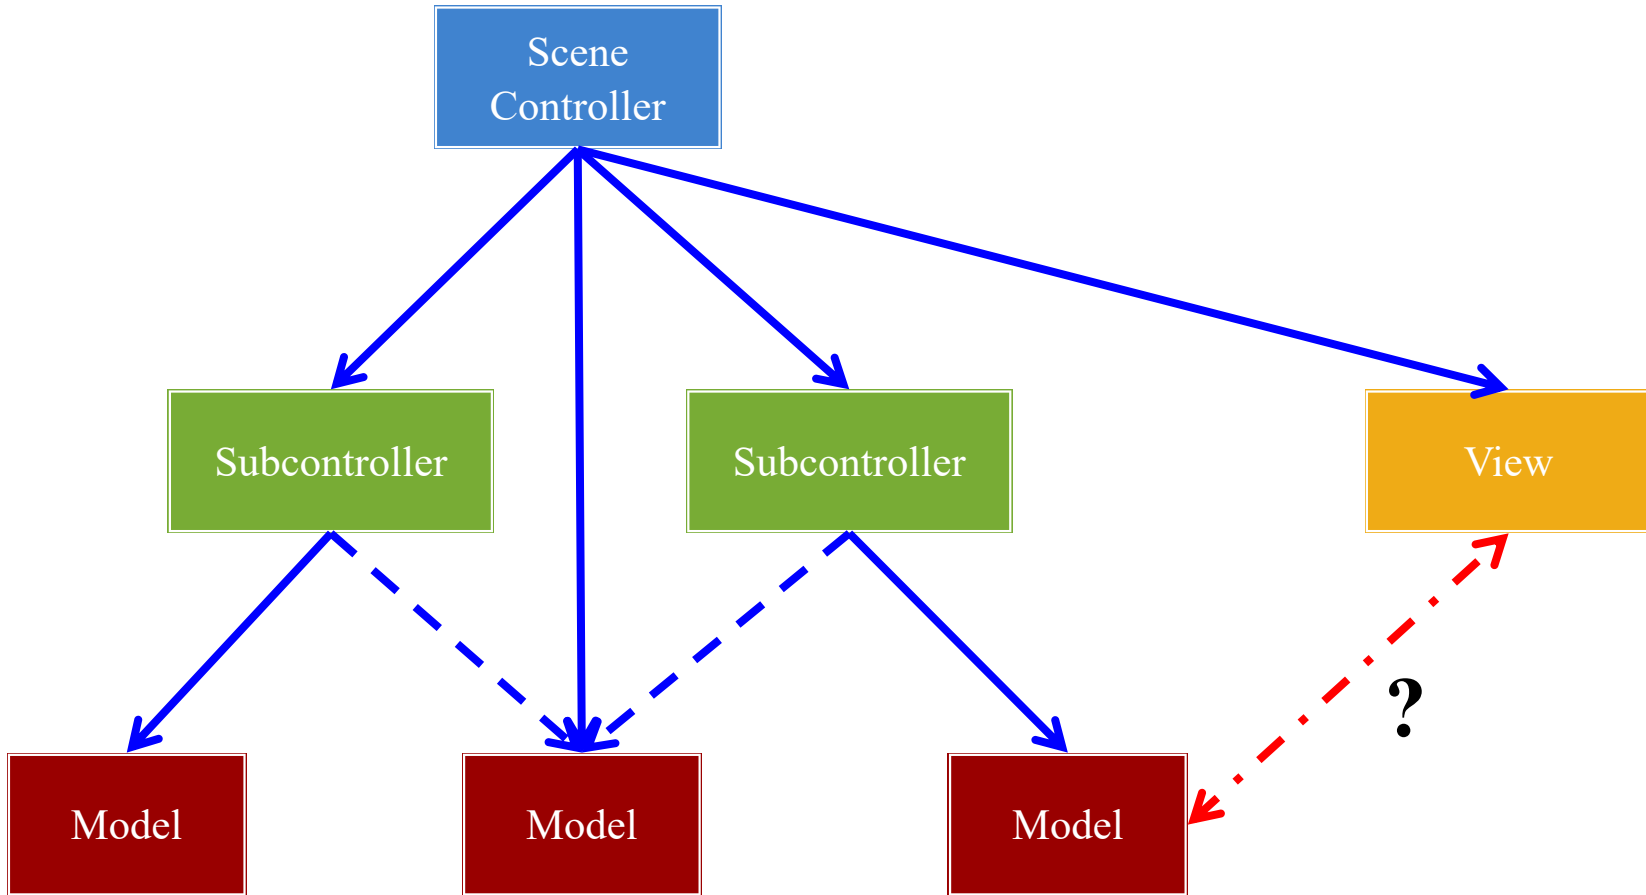 Scene
Controller
Subcontroller
Subcontroller
View
?
Model
Model
Model